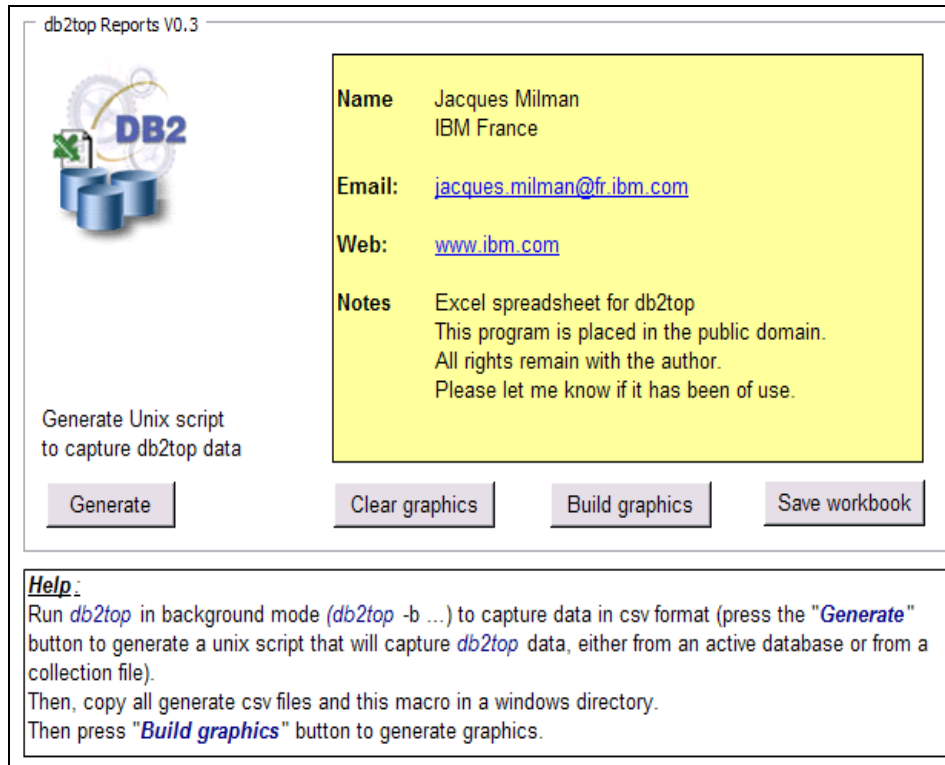 db2top Reports V0.3
DB2
Name Jacques Milman
IBM France
Email: jacques.milman@fr.ibm.com
Web: www.ibm.com
Notes Excel spreadsheet for db2top
This program is placed in the public domain.
All rights remain with the author.
Please let me know if it has been of use.
Generate Unix script
to capture db2top data
Generate Clear graphics Build graphics Save workbook
Help:
Run db2top in background mode (db2top -b ...) to capture data in csv format (press the "Generate"
button to generate a unix script that will capture db2top data, either from an active database or from a
collection file).
Then, copy all generate csv files and this macro in a windows directory.
Then press "Build graphics" button to generate graphics.